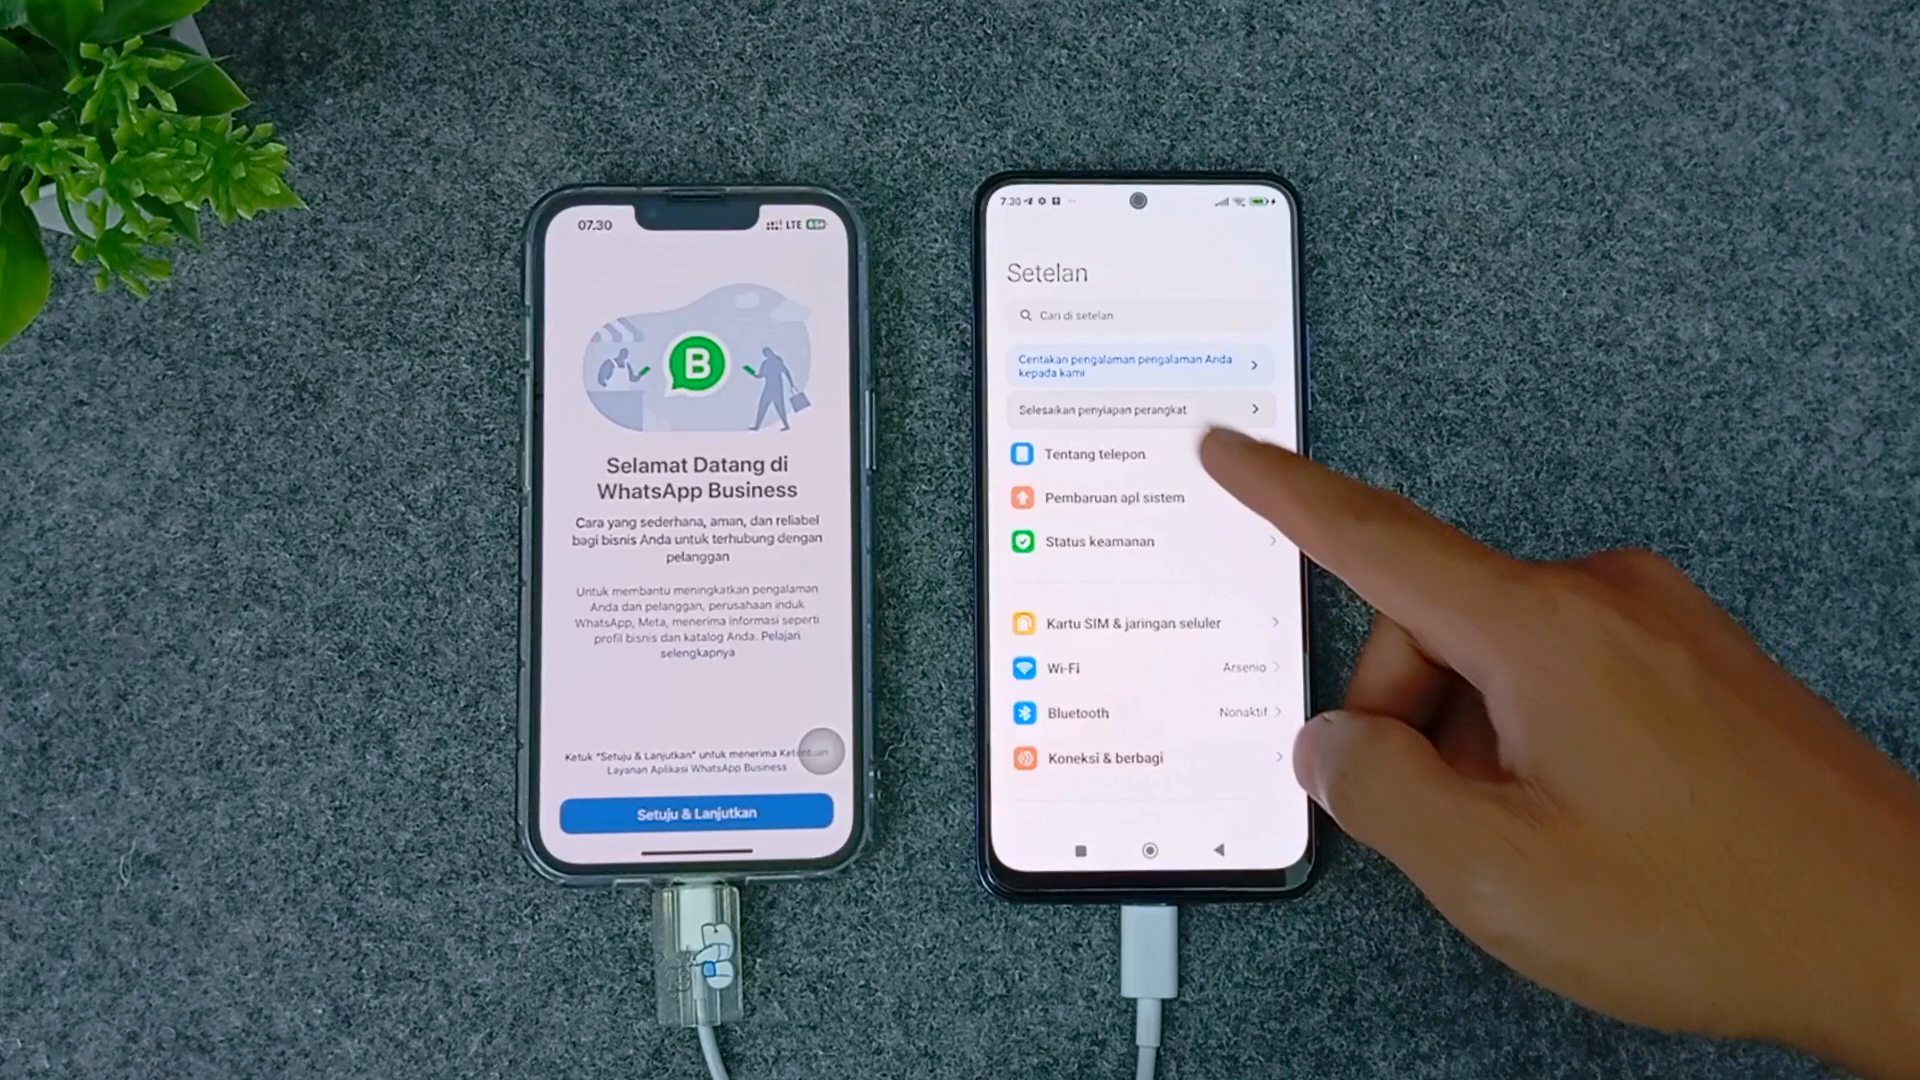 07.30
LTE
B
Selamat Datang di
WhatsApp Business
Cara yang sederhana, aman, dan reliabel
bagi bisnis Anda untuk terhubung dengan
pelanggan
Untuk membantu meningkatkan pengalaman
Anda dan pelanggan, perusahaan induk
WhatsApp, Meta, menerima informasi seperti
profil bisnis dan katalog Anda. Pelajari
selengkapnya
Ketuk "Setuju & Lanjutkan" untuk menerima Ketentuan
Layanan Aplikasi WhatsApp Business
Setuju & Lanjutkan
7.30
Setelan
Cari di setelan
Ceritakan pengalaman pengalaman Anda
kepada kami
Selesaikan penyiapan perangkat
Tentang telepon
Pembaruan apl sistem
Status keamanan
Kartu SIM & jaringan seluler
Wi-Fi Arsenio
Bluetooth Nonaktif
Koneksi & berbagi